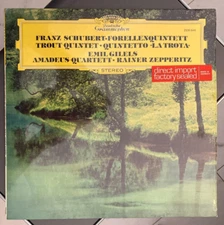 Deutsche
Grammophon
FRANZ SCHUBERT·FORELLENQUINTETT
TROUT QUINTET·QUINTETTO ·LA TROTA·
EMIL GILELS
AMADEUS-QUARTETT·RAINER ZEPPERITZ
STEREO
direct import
factory sealed